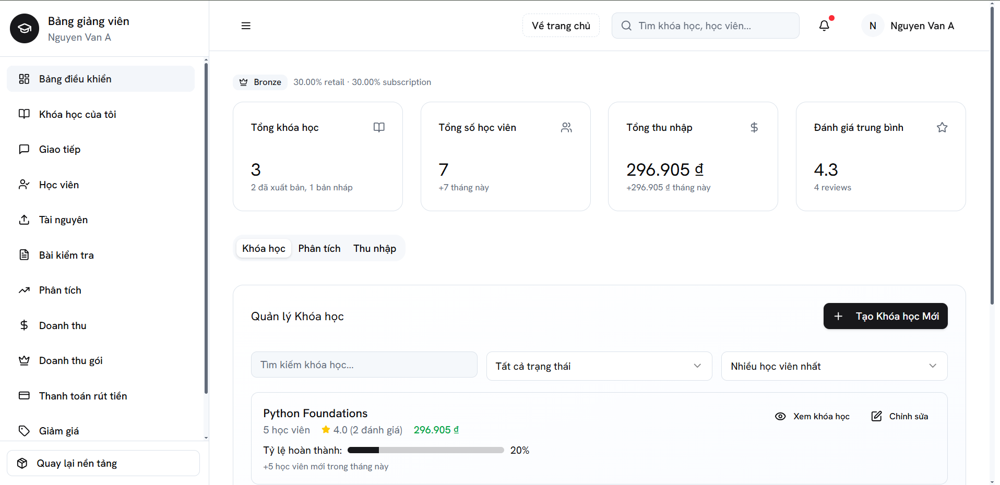 Bảng giảng viên
Nguyen Van A
Bảng điều khiển
Khóa học của tôi
Giao tiếp
Học viên
Tài nguyên
Bài kiểm tra
Phân tích
Doanh thu
Doanh thu gói
Thanh toán rút tiền
Giảm giá
Quay lại nền tảng
Về trang chủ
Tìm khóa học, học viên...
N
Nguyen Van A
Bronze
30.00% retail · 30.00% subscription
Tổng khóa học
3
2 đã xuất bản, 1 bản nháp
Tổng số học viên
7
+7 tháng này
Tổng thu nhập
296.905 ₫
+296.905 ₫ tháng này
Đánh giá trung bình
4.3
4 reviews
Khóa học
Phân tích
Thu nhập
Quản lý Khóa học
Tạo Khóa học Mới
Tìm kiếm khóa học...
Tất cả trạng thái
Nhiều học viên nhất
Python Foundations
5 học viên 4.0 (2 đánh giá) 296.905 ₫
Xem khóa học
Chỉnh sửa
Tỷ lệ hoàn thành: 20%
+5 học viên mới trong tháng này